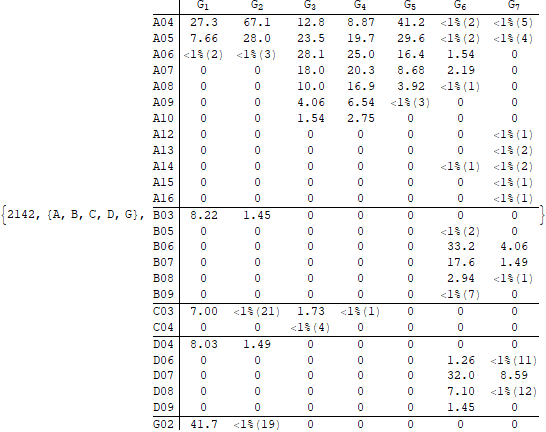 G1 G2 G3 G4 G5 G6 G7
A04 27.3 67.1 12.8 8.87 41.2 <1%(2) <1%(5)
A05 7.66 28.0 23.5 19.7 29.6 <1%(2) <1%(4)
A06 <1%(2) <1%(3) 28.1 25.0 16.4 1.54 0
A07 0 0 18.0 20.3 8.68 2.19 0
A08 0 0 10.0 16.9 3.92 <1%(1) 0
A09 0 0 4.06 6.54 <1%(3) 0 0
A10 0 0 1.54 2.75 0 0 0
A12 0 0 0 0 0 0 <1%(1)
A13 0 0 0 0 0 0 <1%(2)
A14 0 0 0 0 0 <1%(1) <1%(2)
A15 0 0 0 0 0 0 <1%(1)
A16 0 0 0 0 0 0 <1%(1)
{2142, {A, B, C, D, G}, B03 8.22 1.45 0 0 0 0 0 }
B05 0 0 0 0 0 <1%(2) 0
B06 0 0 0 0 0 33.2 4.06
B07 0 0 0 0 0 17.6 1.49
B08 0 0 0 0 0 2.94 <1%(1)
B09 0 0 0 0 0 <1%(7) 0
C03 7.00 <1%(21) 1.73 <1%(1) 0 0 0
C04 0 0 <1%(4) 0 0 0 0
D04 8.03 1.49 0 0 0 0 0
D06 0 0 0 0 0 1.26 <1%(11)
D07 0 0 0 0 0 32.0 8.59
D08 0 0 0 0 0 7.10 <1%(12)
D09 0 0 0 0 0 1.45 0
G02 41.7 <1%(19) 0 0 0 0 0